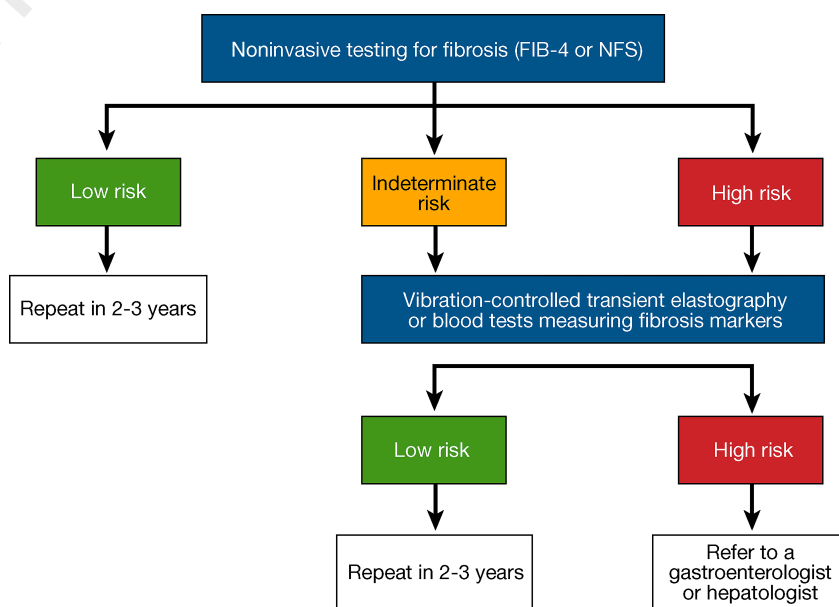 Noninvasive testing for fibrosis (FIB-4 or NFS)
Low risk
Indeterminate
risk
High risk
Repeat in 2-3 years
Vibration-controlled transient elastography
or blood tests measuring fibrosis markers
Low risk
High risk
Repeat in 2-3 years
Refer to a
gastroenterologist
or hepatologist